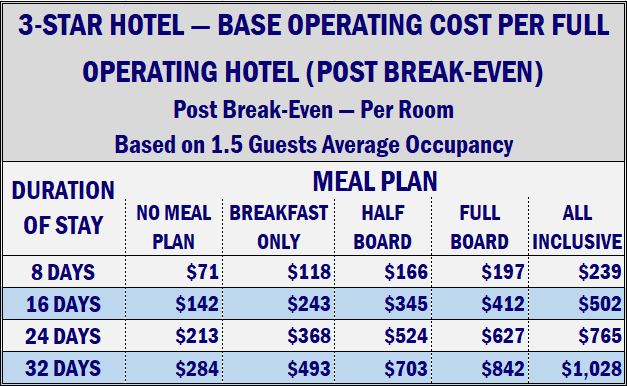 3-STAR HOTEL — BASE OPERATING COST PER FULL
OPERATING HOTEL (POST BREAK-EVEN)
Post Break-Even — Per Room
Based on 1.5 Guests Average Occupancy
DURATION OF STAY
MEAL PLAN
NO MEAL PLAN BREAKFAST ONLY HALF BOARD FULL BOARD ALL INCLUSIVE
8 DAYS $71 $118 $166 $197 $239
16 DAYS $142 $243 $345 $412 $502
24 DAYS $213 $368 $524 $627 $765
32 DAYS $284 $493 $703 $842 $1,028